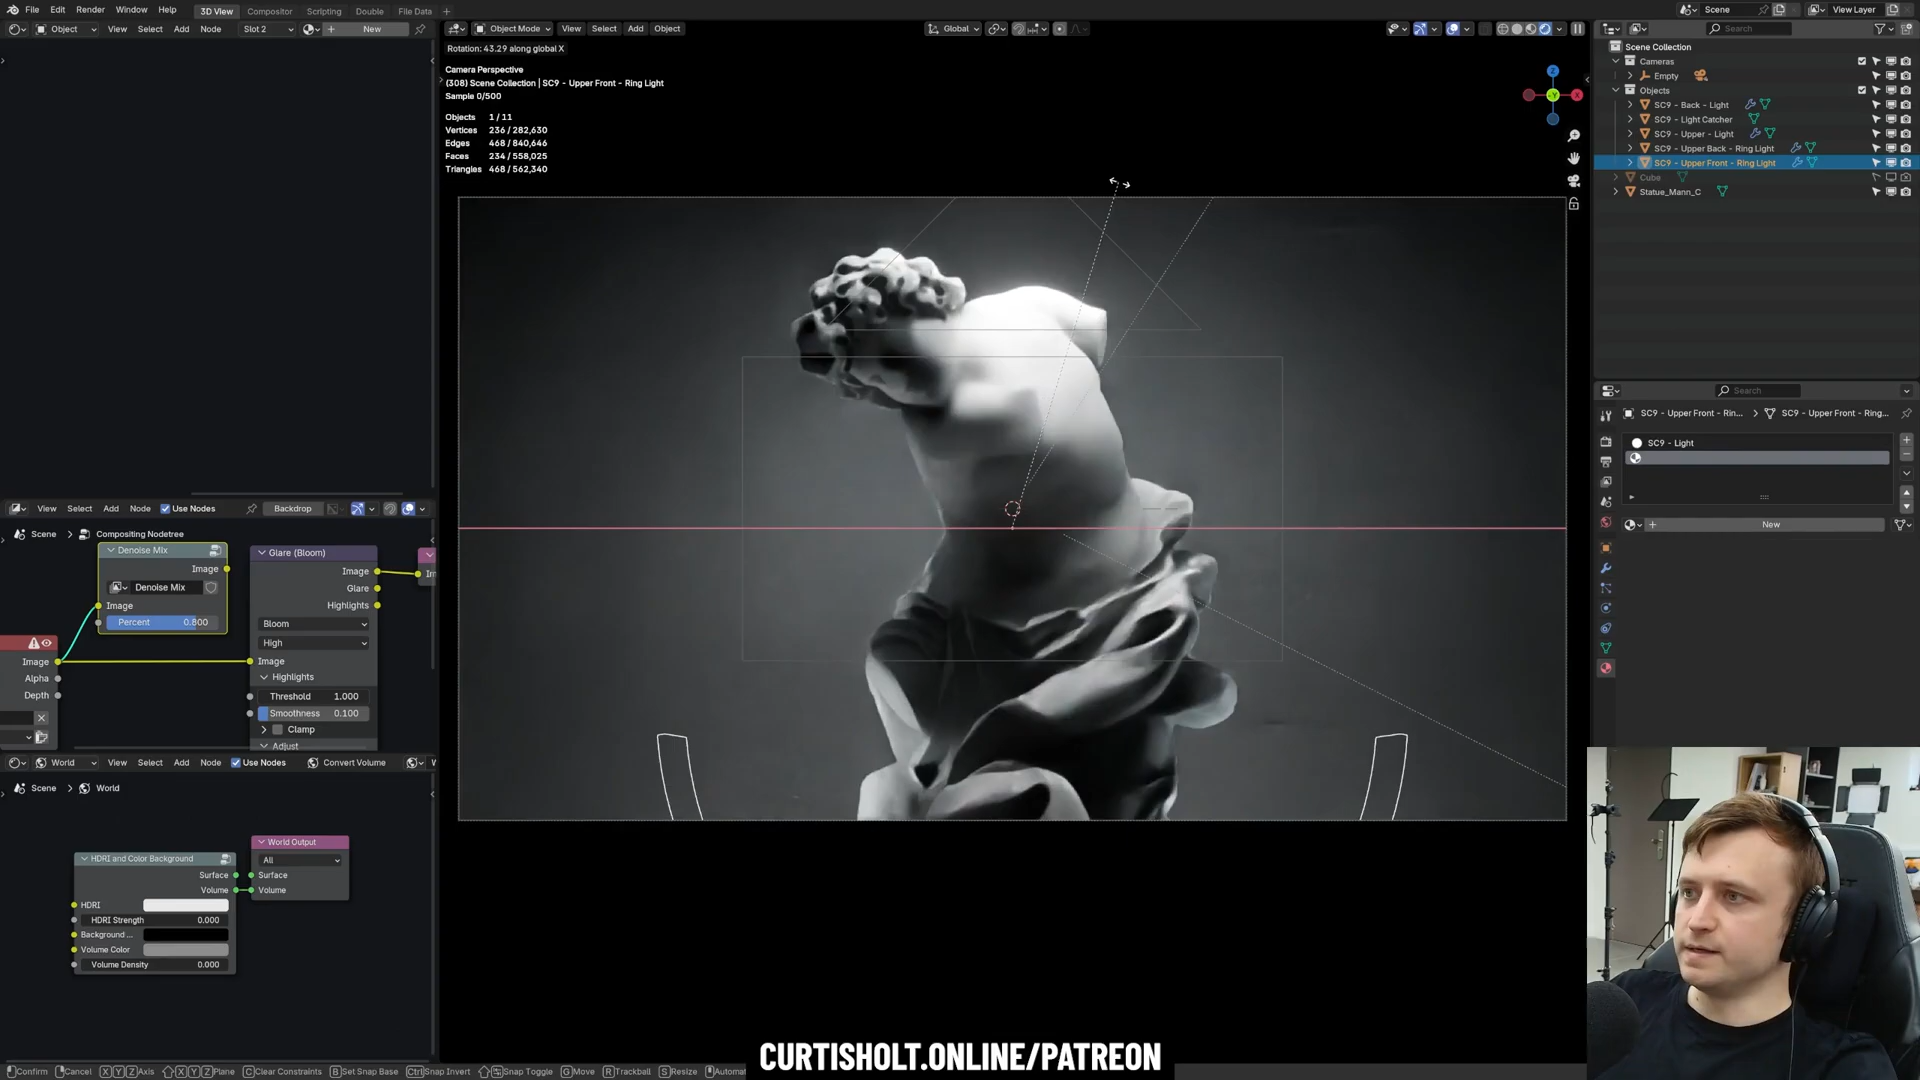 File Edit Render Window Help 3D View Compositor Scripting Double File Data + Scene View Layer
Object View Select Add Node Slot 2 New
Object Mode View Select Add Object Global
Search
Rotation: 43.29 along global X
Camera Perspective
(308) Scene Collection | SC9 - Upper Front - Ring Light
Sample 0/500
Objects 1 / 11
Vertices 236 / 282,630
Edges 468 / 840,646
Faces 234 / 558,025
Triangles 468 / 562,340
Z
X
Y
Scene Collection
Cameras
Empty
Objects
SC9 - Back - Light
SC9 - Light Catcher
SC9 - Upper - Light
SC9 - Upper Back - Ring Light
SC9 - Upper Front - Ring Light
Cube
Statue_Mann_C
Search
SC9 - Upper Front - Rin... > SC9 - Upper Front - Ring...
SC9 - Light
New
View Select Add Node Use Nodes Backdrop
Scene > Compositing Nodetree
Denoise Mix
Image
Denoise Mix
Image
Percent 0.800
Image
Alpha
Depth
Glare (Bloom)
Image
Glare
Highlights
Bloom
High
Image
Highlights
Threshold 1.000
Smoothness 0.100
Clamp
Adjust
World View Select Add Node Use Nodes Convert Volume
Scene > World
World Output
All
Surface
Volume
HDRI and Color Background
Surface
Volume
HDRI
HDRI Strength 0.000
Background ...
Volume Color
Volume Density 0.000
Confirm Cancel X Y Z Axis X Y Z Plane C Clear Constraints B Set Snap Base Ctrl Snap Invert Snap Toggle G Move R Trackball S Resize
CURTISHOLT.ONLINE/PATREON